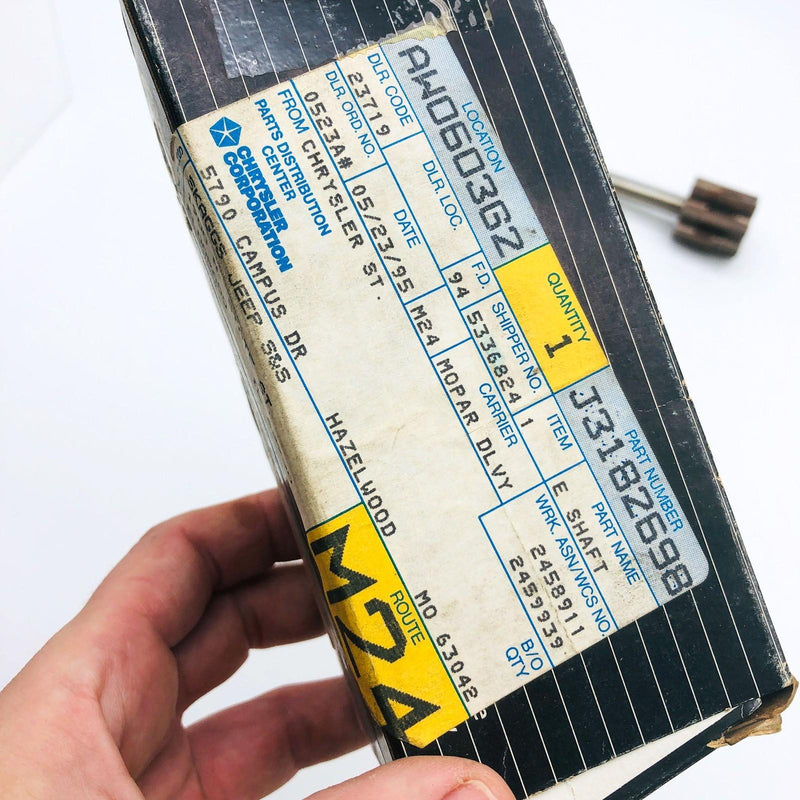 LOCATION
AW0603G2
QUANTITY
1
PART NUMBER
J3182698
DLR. CODE
23719
DLR. LOC.
F.D.
94
SHIPPER NO.
5336824
ITEM
1
PART NAME
E SHAFT
DLR. ORD. NO.
0523A#
DATE
05/23/95
M24
CARRIER
MOPAR DLVY
WRK. ASN/WCS NO.
2458911
2459939
B/O
QTY
FROM CHRYSLER ST.
PARTS DISTRIBUTION
CENTER
CHRYSLER
CORPORATION
5790 CAMPUS DR
HAZELWOOD
MO 63042
JEEP S&S
ST
ROUTE
M24